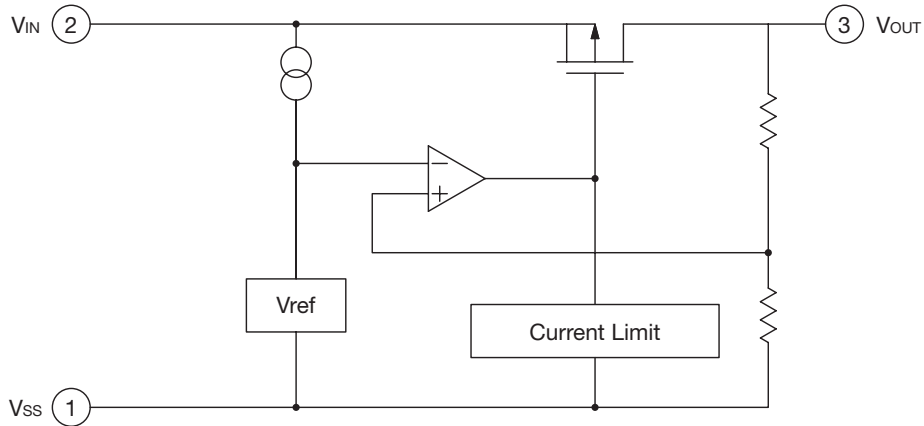 VIN 2
3 VOUT
−
+
Vref
Current Limit
VSS 1